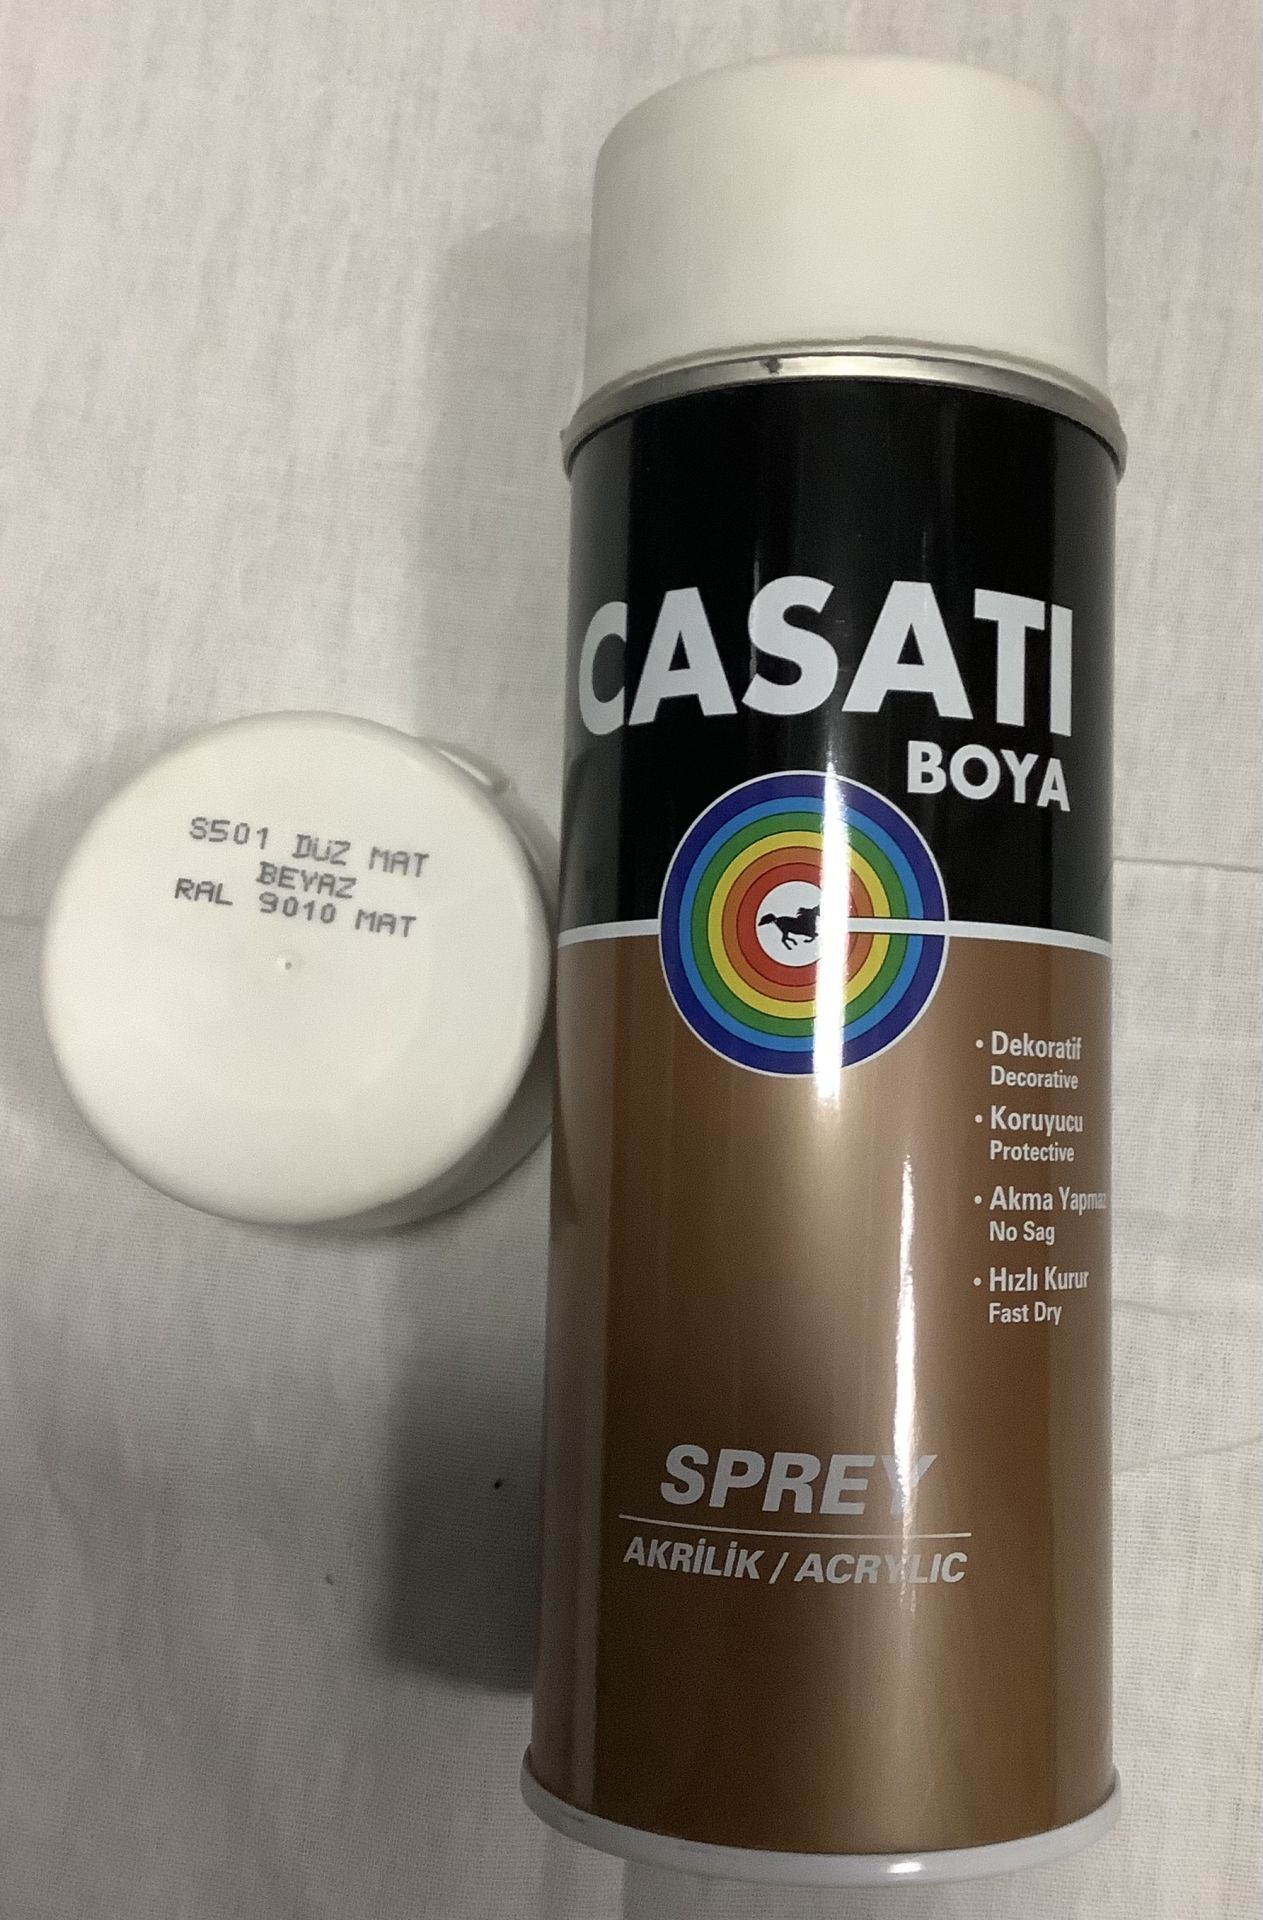 CASATI
BOYA
S501 DUZ MAT
BEYAZ
RAL 9010 MAT
• Dekoratif
Decorative
• Koruyucu
Protective
• Akma Yapmaz
No Sag
• Hızlı Kurur
Fast Dry
SPREY
AKRİLİK / ACRYLIC